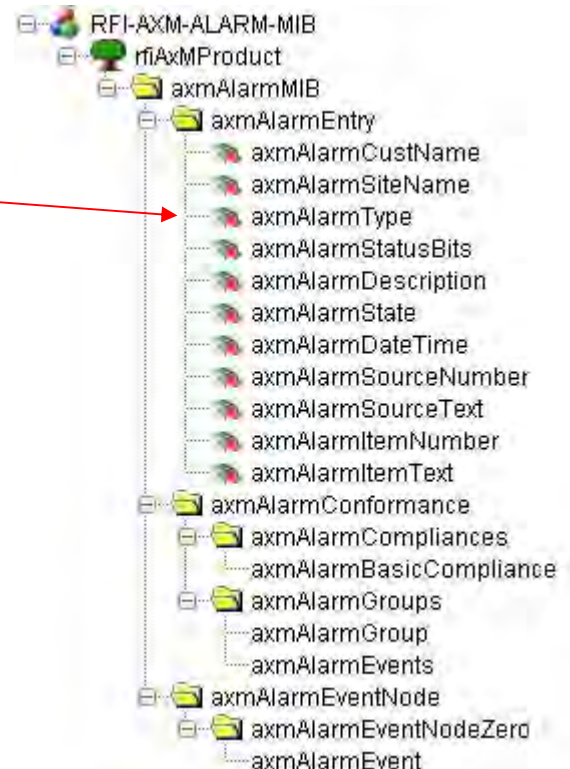 RFI-AXM-ALARM-MIB
rfiAxMProduct
axmAlarmMIB
axmAlarmEntry
axmAlarmCustName
axmAlarmSiteName
axmAlarmType
axmAlarmStatusBits
axmAlarmDescription
axmAlarmState
axmAlarmDateTime
axmAlarmSourceNumber
axmAlarmSourceText
axmAlarmItemNumber
axmAlarmItemText
axmAlarmConformance
axmAlarmCompliances
axmAlarmBasicCompliance
axmAlarmGroups
axmAlarmGroup
axmAlarmEvents
axmAlarmEventNode
axmAlarmEventNodeZero
axmAlarmEvent